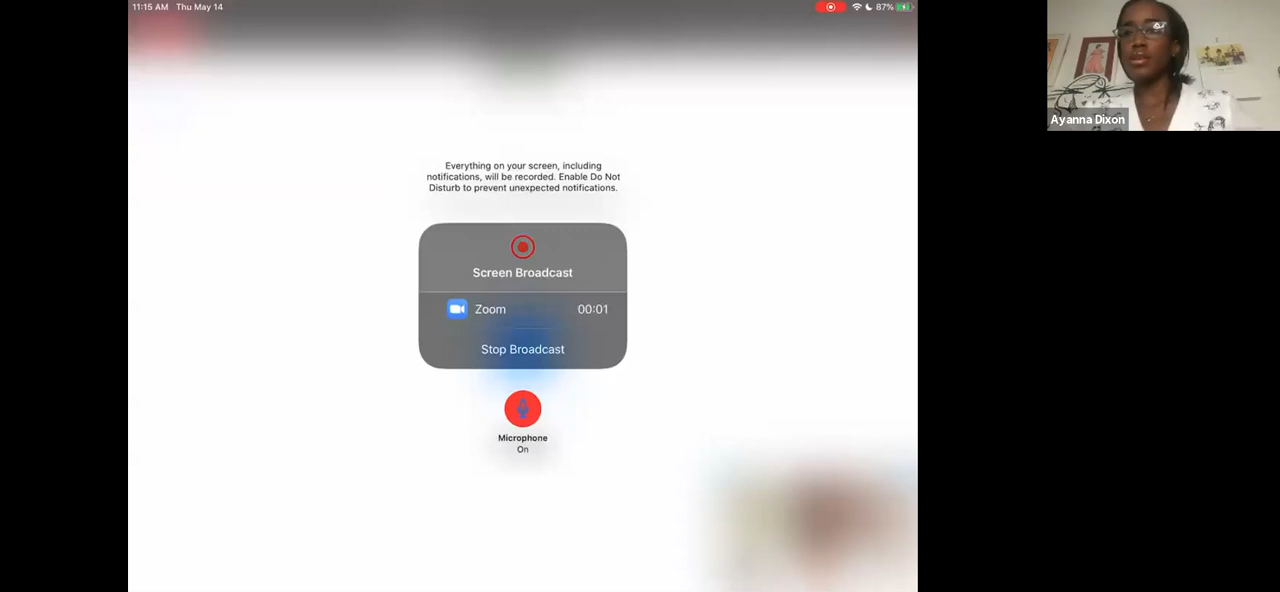 11:15 AM Thu May 14
87%
Everything on your screen, including
notifications, will be recorded. Enable Do Not
Disturb to prevent unexpected notifications.
Screen Broadcast
Zoom 00:01
Stop Broadcast
Microphone
On
Ayanna Dixon